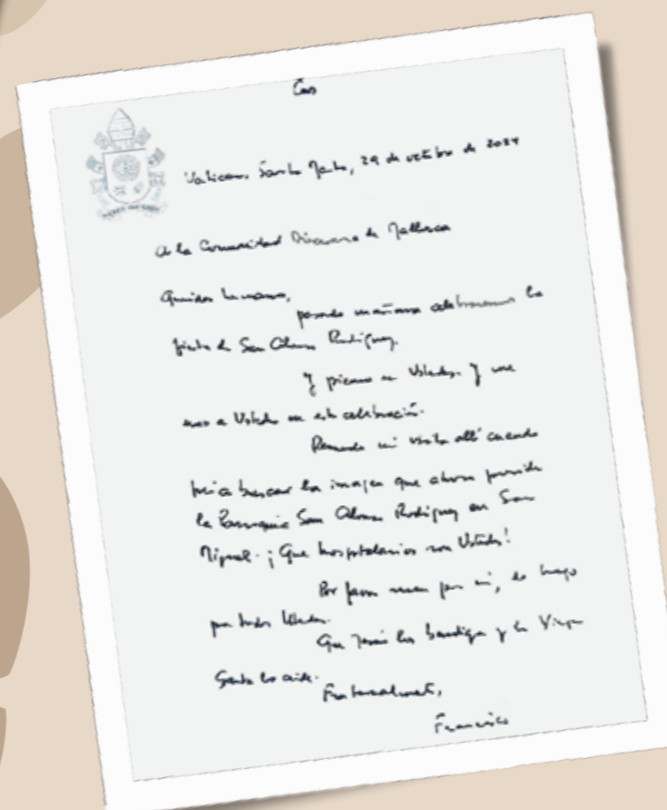 Vaticano, Santa Marta, 29 de octubre de 2024
A la Comunidad Diocesana de Mallorca
Queridos hermanos,
pasado mañana celebramos la
fiesta de San Alonso Rodríguez.
Y pienso en Ustedes. Y me
uno a Ustedes en esta celebración.
Recuerdo mi visita allí cuando
fui a buscar la imagen que ahora preside
la Parroquia San Alonso Rodríguez en San
Miguel. ¡Que hospitalarios son Ustedes!
Por favor recen por mí, lo hago
por todos Ustedes.
Que Jesús los bendiga y la Virgen
Santa los cuide.
Fraternalmente,
Francisco